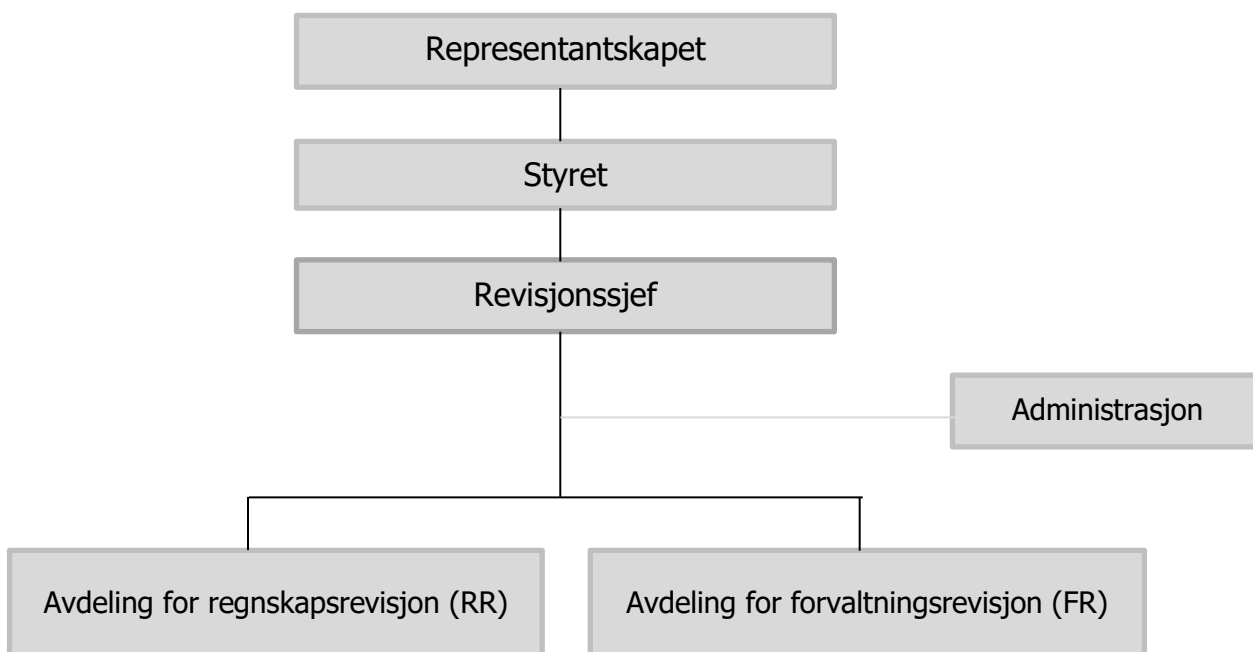 Representantskapet
Styret
Revisjonssjef
Administrasjon
Avdeling for regnskapsrevisjon (RR)
Avdeling for forvaltningsrevisjon (FR)